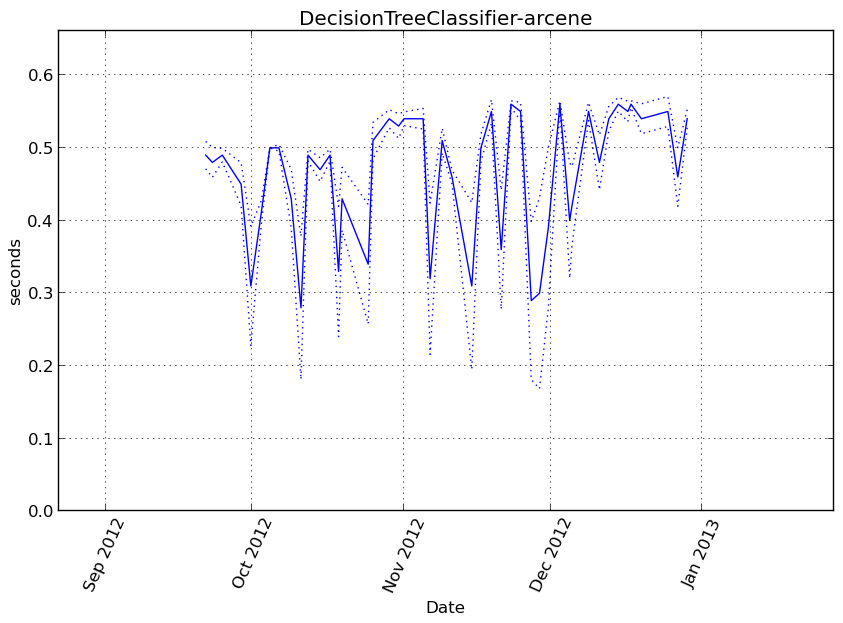 DecisionTreeClassifier-arcene
0.6
0.5
0.4
0.3
0.2
0.1
0.0
seconds
Sep 2012
Oct 2012
Nov 2012
Dec 2012
Jan 2013
Date